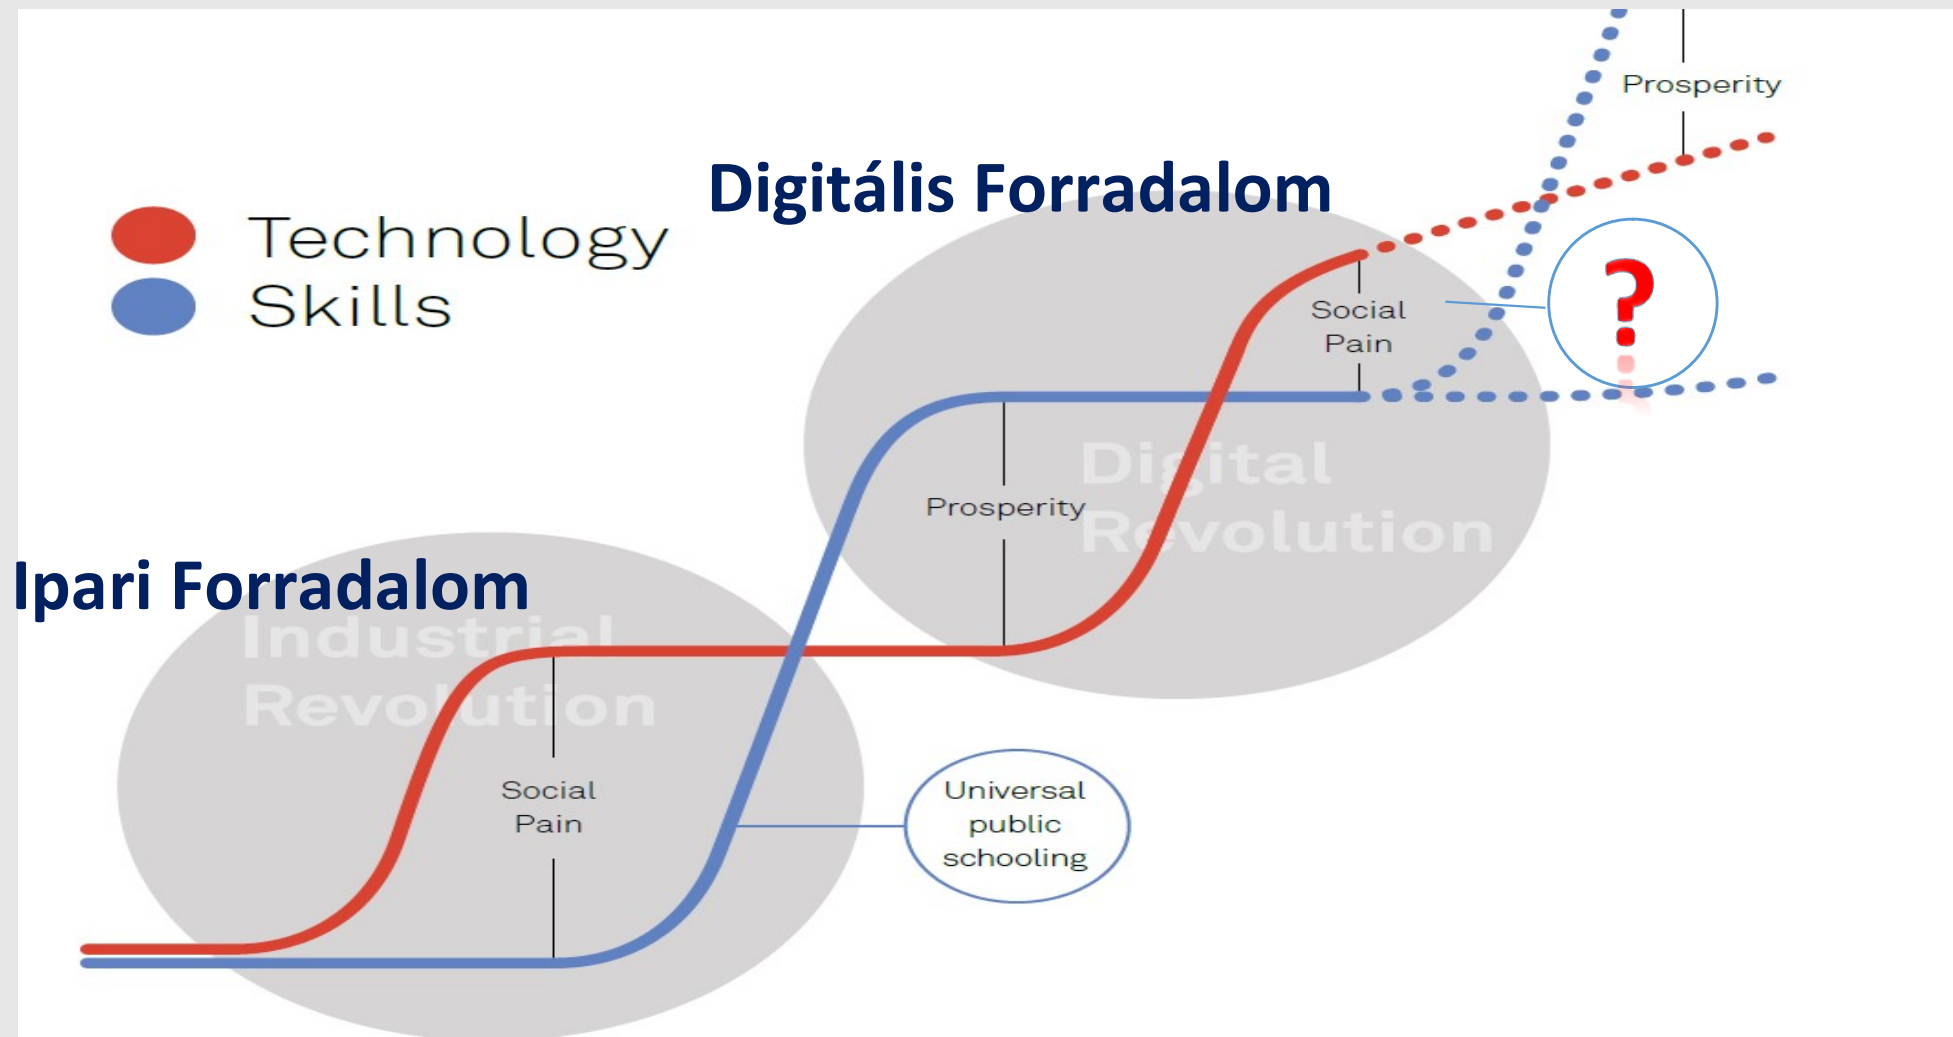 Prosperity
Digitális Forradalom
Technology
Skills
?
Social
Pain
Digital
Revolution
Prosperity
Ipari Forradalom
Industrial
Revolution
Social
Pain
Universal
public
schooling